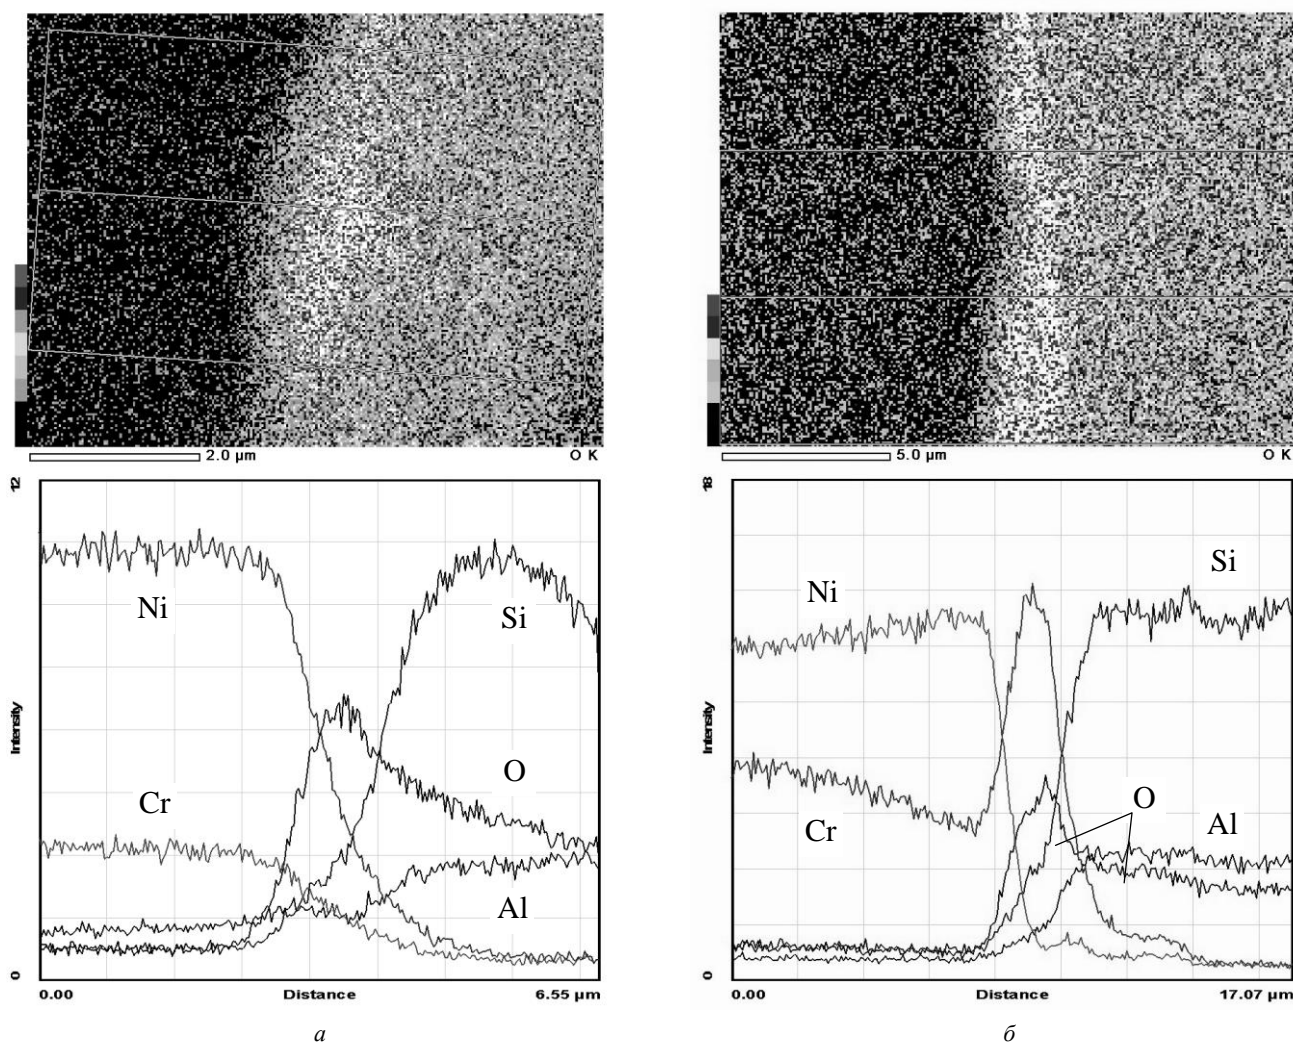 2.0 µm
O K
5.0 µm
O K
12
Intensity
0
Ni
Si
Cr
O
Al
0.00
Distance
6.55 µm
18
Intensity
0
Ni
Si
Cr
O
Al
0.00
Distance
17.07 µm
а
б